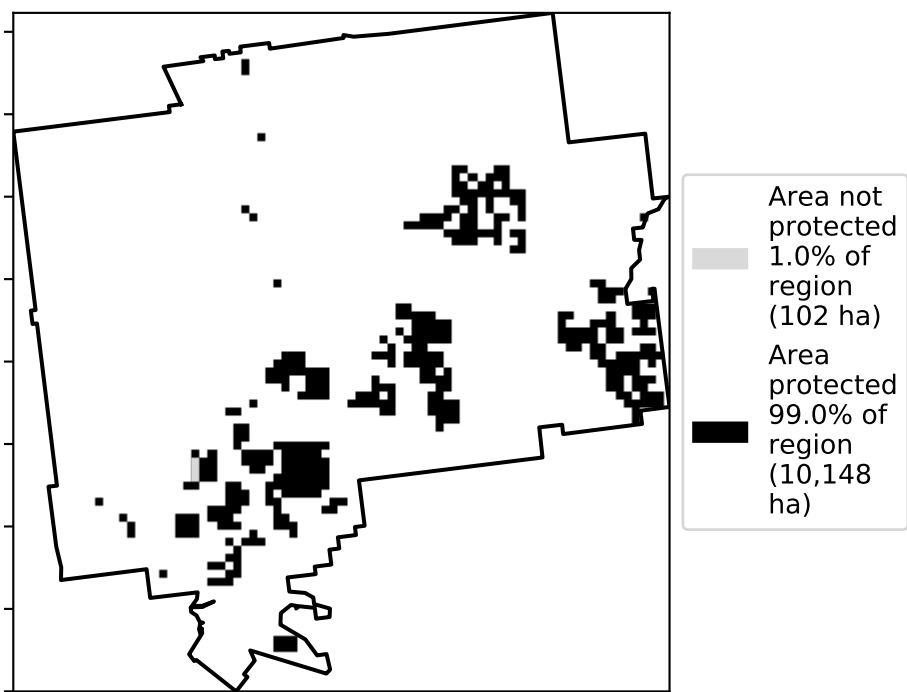 Area not
protected
1.0% of
region
(102 ha)
Area
protected
99.0% of
region
(10,148
ha)